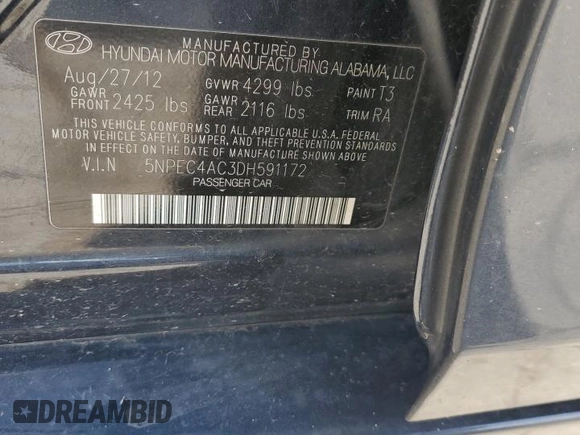 MANUFACTURED BY
HYUNDAI MOTOR MANUFACTURING ALABAMA, LLC
Aug/27/12 GVWR 4299 lbs PAINT T3
GAWR FRONT 2425 lbs GAWR REAR 2116 lbs TRIM RA
THIS VEHICLE CONFORMS TO ALL APPLICABLE U.S.A. FEDERAL
MOTOR VEHICLE SAFETY, BUMPER, AND THEFT PREVENTION STANDARDS
IN EFFECT ON THE DATE OF MANUFACTURE SHOWN ABOVE.
V.I.N 5NPEC4AC3DH591172
PASSENGER CAR
DREAMBID